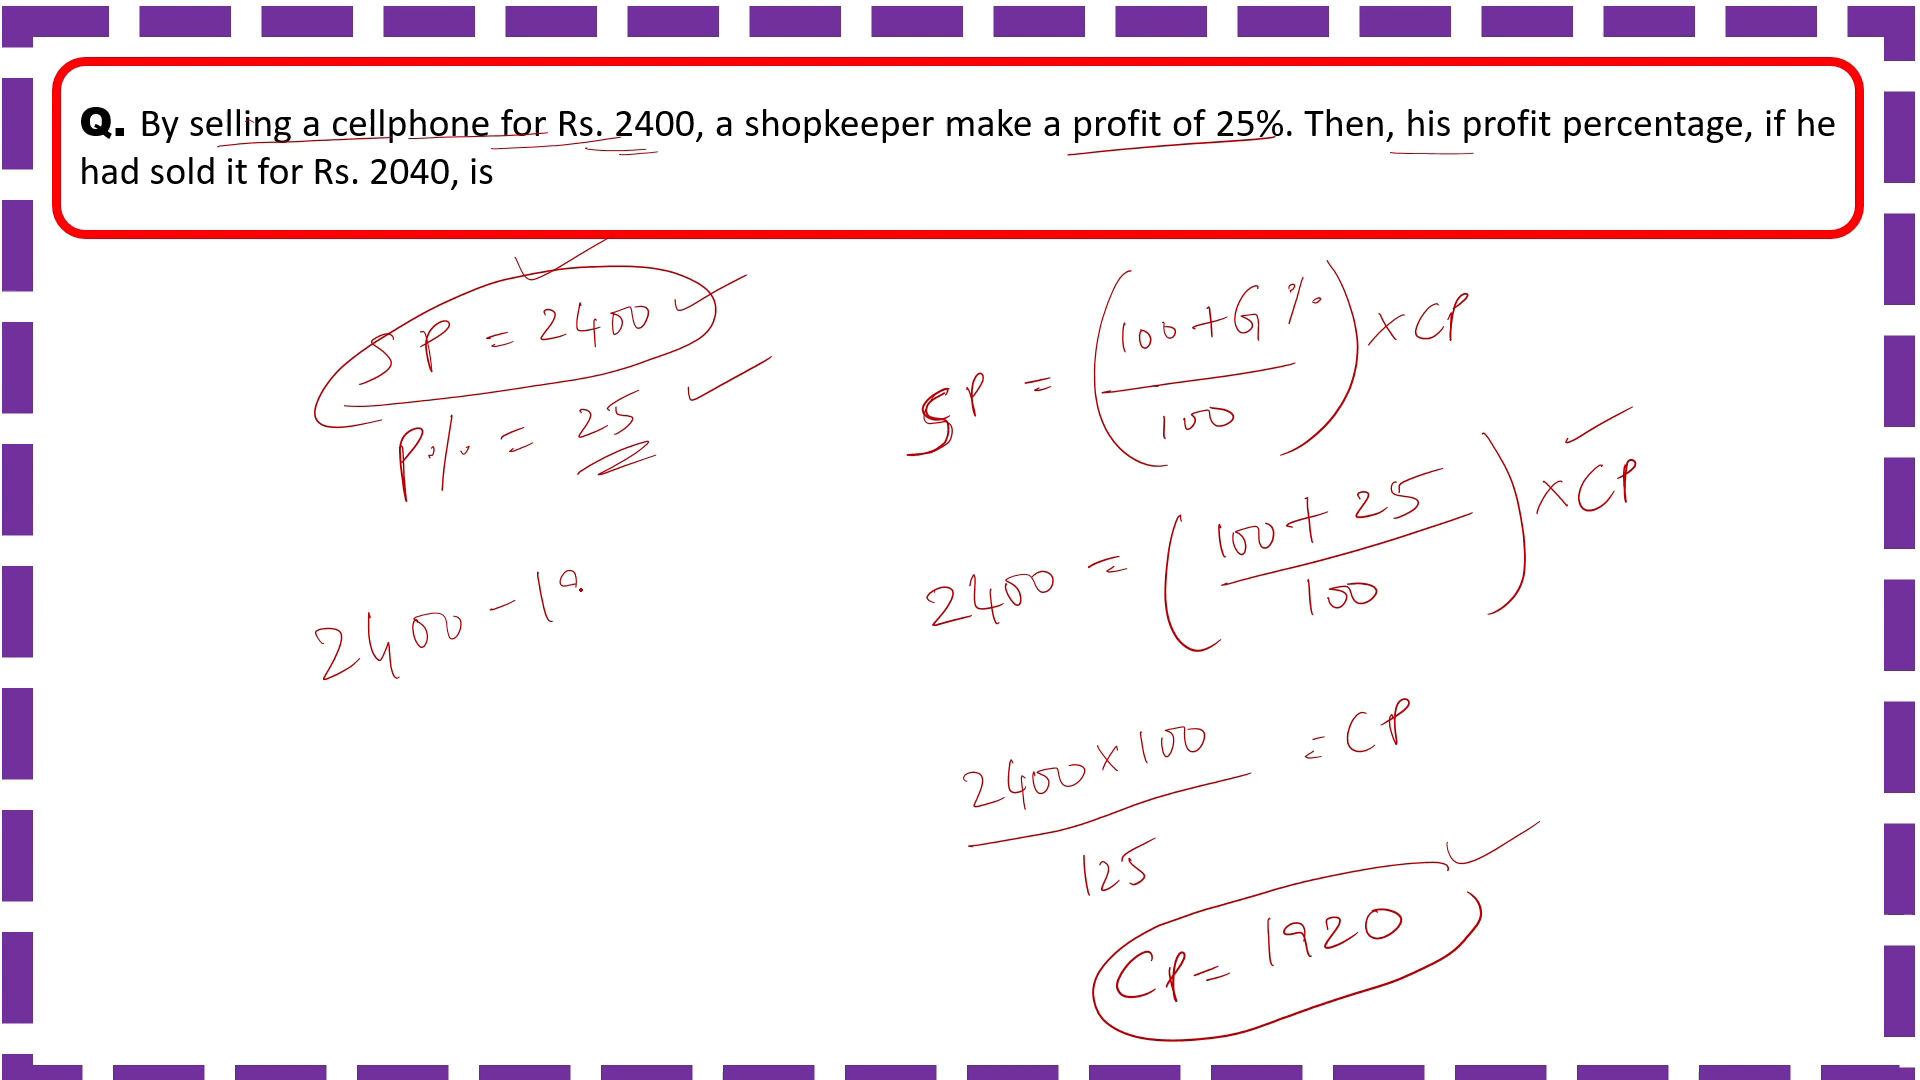 Q. By selling a cellphone for Rs. 2400, a shopkeeper make a profit of 25%. Then, his profit percentage, if he
had sold it for Rs. 2040, is
SP = 2400
P% = 25
2400 - 19
SP = (100 + G% / 100) × CP
2400 = (100 + 25 / 100) × CP
2400 × 100 / 125 = CP
CP = 1920